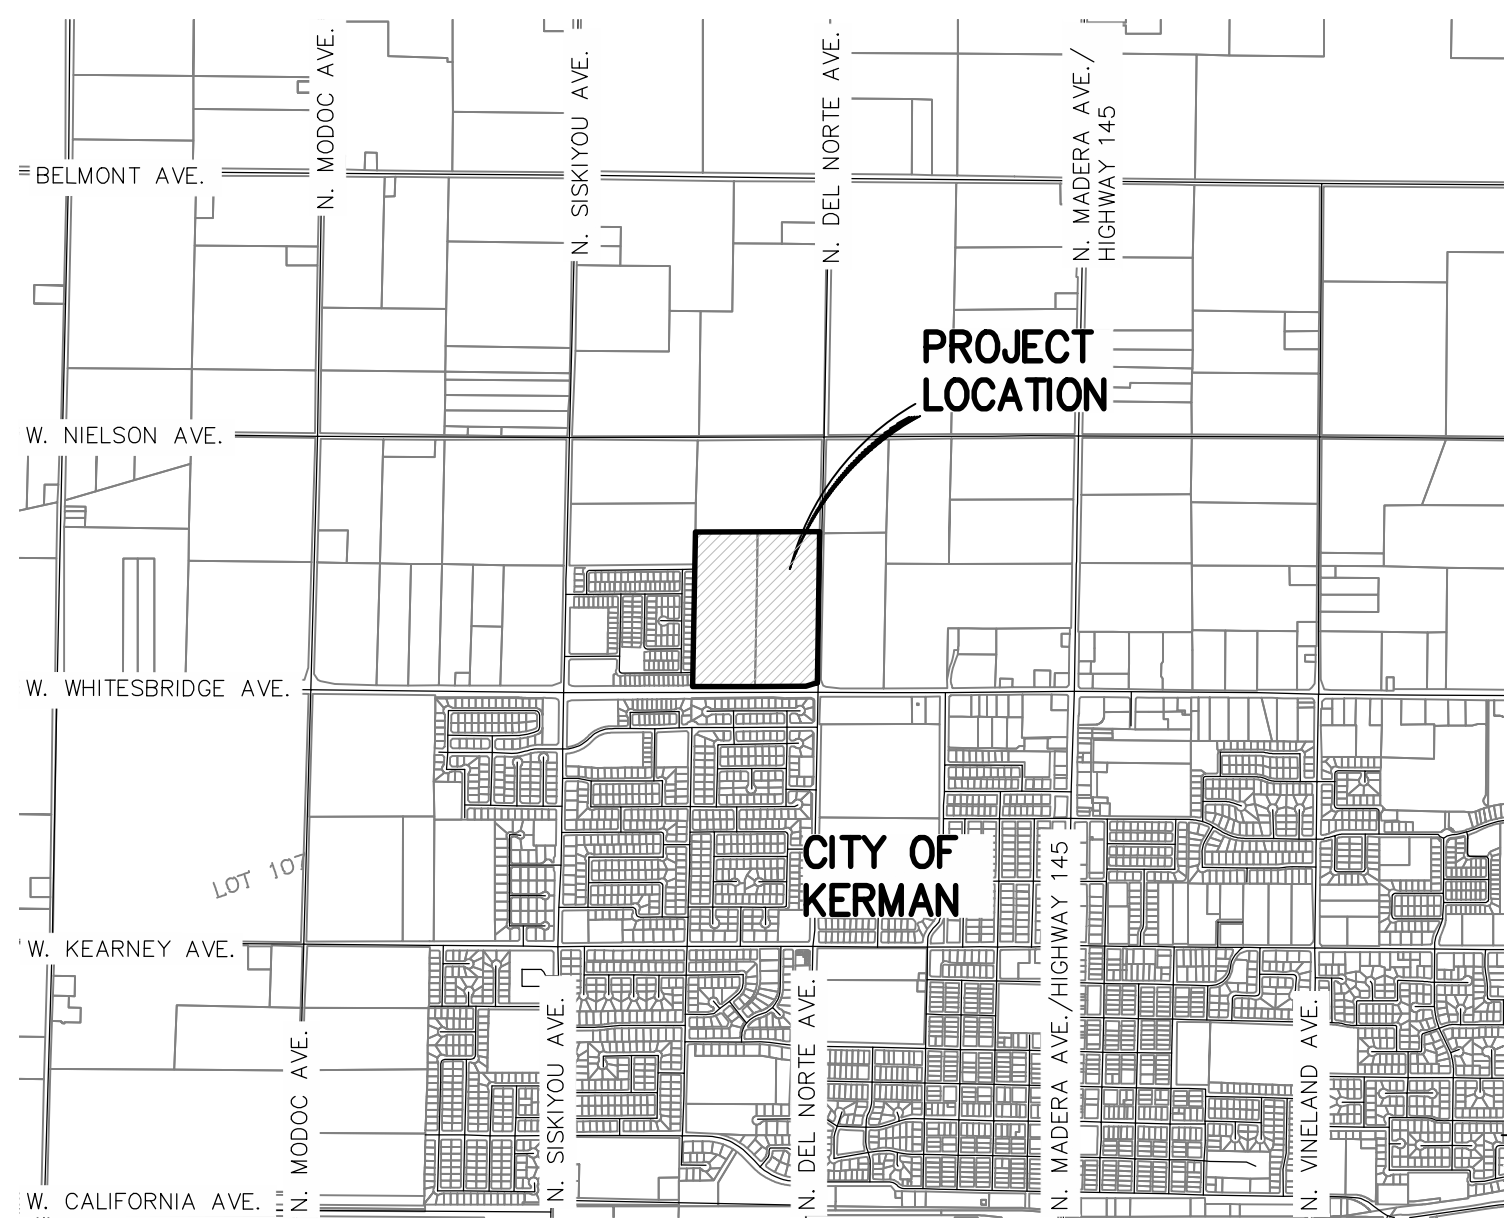 N. MODOC AVE.
N. SISKIYOU AVE.
N. DEL NORTE AVE.
N. MADERA AVE./
HIGHWAY 145
BELMONT AVE.
PROJECT
LOCATION
W. NIELSON AVE.
W. WHITESBRIDGE AVE.
CITY OF
KERMAN
LOT 107
W. KEARNEY AVE.
N. MODOC AVE.
N. SISKIYOU AVE.
N. DEL NORTE AVE.
N. MADERA AVE./HIGHWAY 145
N. VINELAND AVE.
W. CALIFORNIA AVE.